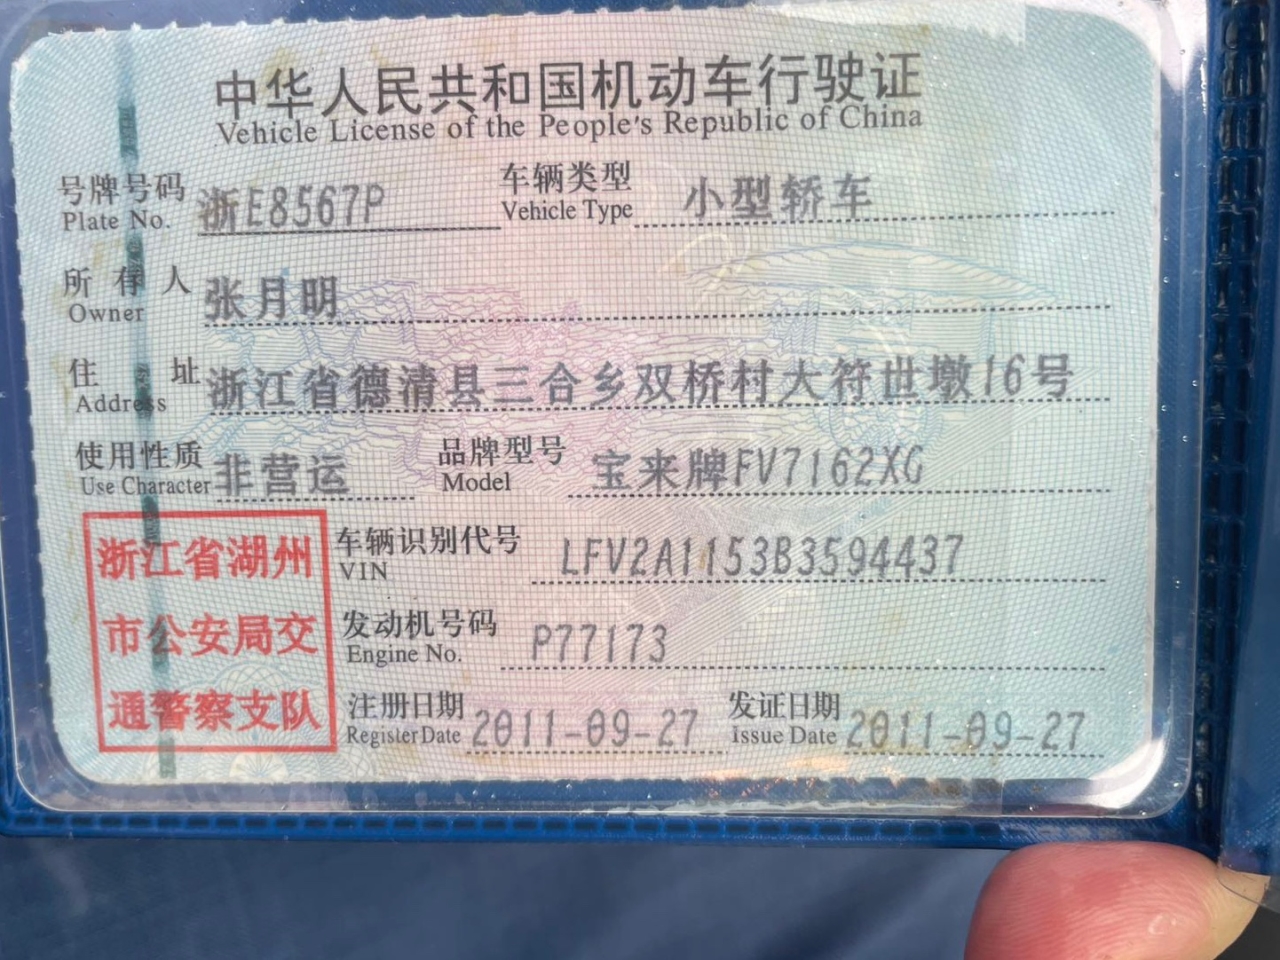 中华人民共和国机动车行驶证
Vehicle License of the People's Republic of China
号牌号码 浙E8567P 车辆类型 小型轿车
Plate No. Vehicle Type
所有人 张月明
Owner
住址 浙江省德清县三合乡双桥村大符世墩16号
Address
使用性质 非营运 品牌型号 宝来牌FV7162XG
Use Character Model
浙江省湖州
市公安局交
通警察支队
车辆识别代号 LFV2A1153B3594437
VIN
发动机号码 P77173
Engine No.
注册日期 2011-09-27 发证日期 2011-09-27
Register Date Issue Date